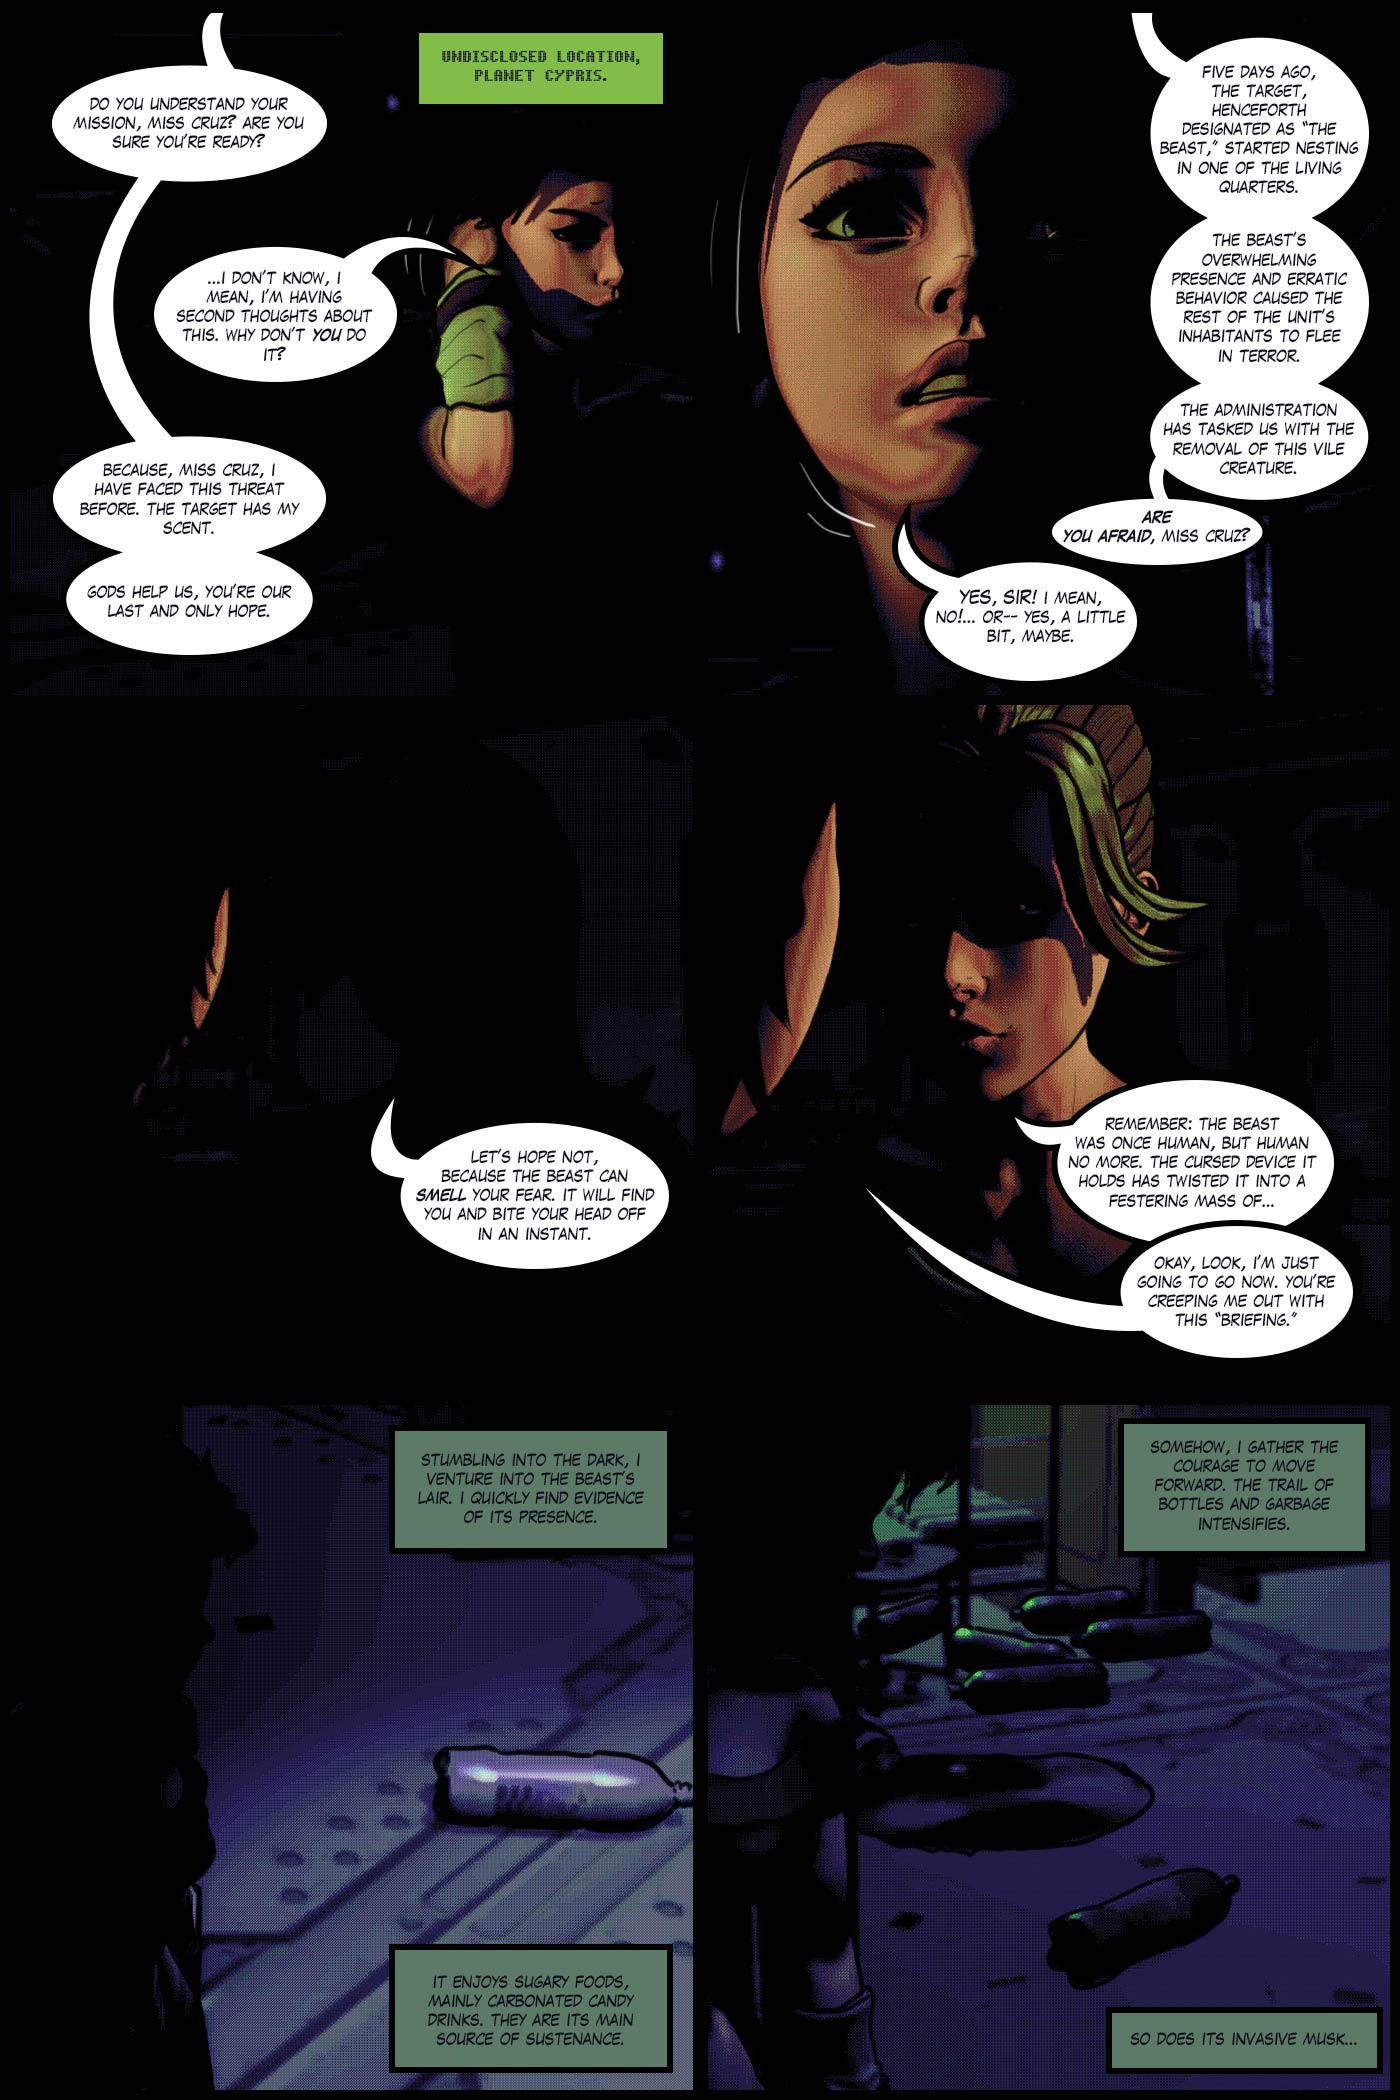 UNDISCLOSED LOCATION,
PLANET CYPRIS.
DO YOU UNDERSTAND YOUR
MISSION, MISS CRUZ? ARE YOU
SURE YOU'RE READY?
...I DON'T KNOW, I
MEAN, I'M HAVING
SECOND THOUGHTS ABOUT
THIS. WHY DON'T YOU DO
IT?
BECAUSE, MISS CRUZ, I
HAVE FACED THIS THREAT
BEFORE. THE TARGET HAS MY
SCENT.
GODS HELP US, YOU'RE OUR
LAST AND ONLY HOPE.
FIVE DAYS AGO,
THE TARGET,
HENCEFORTH
DESIGNATED AS "THE
BEAST," STARTED NESTING
IN ONE OF THE LIVING
QUARTERS.
THE BEAST'S
OVERWHELMING
PRESENCE AND ERRATIC
BEHAVIOR CAUSED THE
REST OF THE UNIT'S
INHABITANTS TO FLEE
IN TERROR.
THE ADMINISTRATION
HAS TASKED US WITH THE
REMOVAL OF THIS VILE
CREATURE.
ARE
YOU AFRAID, MISS CRUZ?
YES, SIR! I MEAN,
NO!... OR-- YES, A LITTLE
BIT, MAYBE.
LET'S HOPE NOT,
BECAUSE THE BEAST CAN
SMELL YOUR FEAR. IT WILL FIND
YOU AND BITE YOUR HEAD OFF
IN AN INSTANT.
REMEMBER: THE BEAST
WAS ONCE HUMAN, BUT HUMAN
NO MORE. THE CURSED DEVICE IT
HOLDS HAS TWISTED IT INTO A
FESTERING MASS OF...
OKAY, LOOK, I'M JUST
GOING TO GO NOW. YOU'RE
CREEPING ME OUT WITH
THIS "BRIEFING."
STUMBLING INTO THE DARK, I
VENTURE INTO THE BEAST'S
LAIR. I QUICKLY FIND EVIDENCE
OF ITS PRESENCE.
IT ENJOYS SUGARY FOODS,
MAINLY CARBONATED CANDY
DRINKS. THEY ARE ITS MAIN
SOURCE OF SUSTENANCE.
SOMEHOW, I GATHER THE
COURAGE TO MOVE
FORWARD. THE TRAIL OF
BOTTLES AND GARBAGE
INTENSIFIES.
SO DOES ITS INVASIVE MUSK...